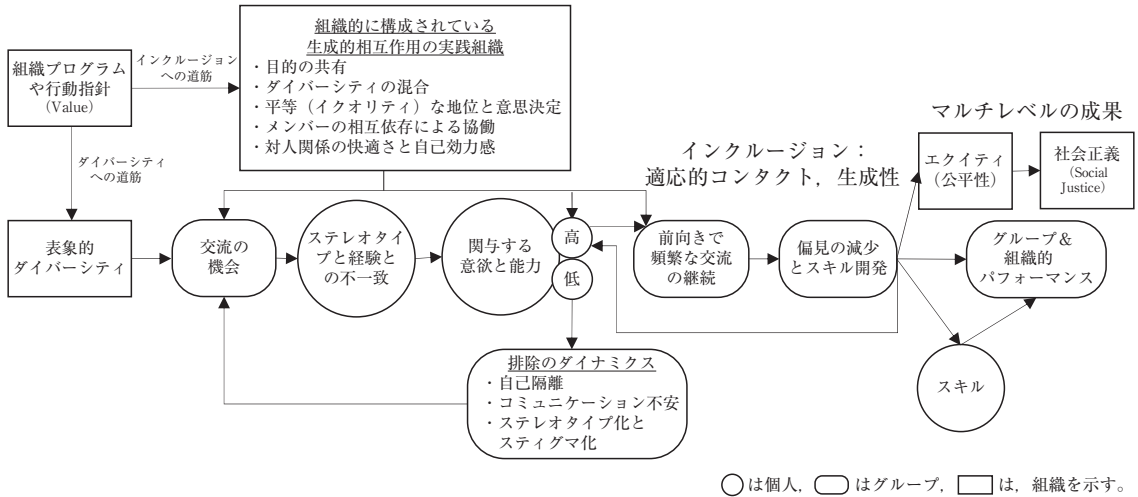 組織的に構成されている
生成的相互作用の実践組織
・目的の共有
・ダイバーシティの混合
・平等（イクオリティ）な地位と意思決定
・メンバーの相互依存による協働
・対人関係の快適さと自己効力感
組織プログラム
や行動指針
（Value）
インクルージョン
への道筋
ダイバーシティ
への道筋
マルチレベルの成果
インクルージョン：
適応的コンタクト，生成性
エクイティ
（公平性）
社会正義
（Social
Justice）
表象的
ダイバーシティ
交流の
機会
ステレオタイ
プと経験と
の不一致
関与する
意欲と能力
高
低
前向きで
頻繁な交流
の継続
偏見の減少
とスキル開発
グループ＆
組織的
パフォーマンス
排除のダイナミクス
・自己隔離
・コミュニケーション不安
・ステレオタイプ化と
スティグマ化
スキル
は個人， はグループ， は，組織を示す。